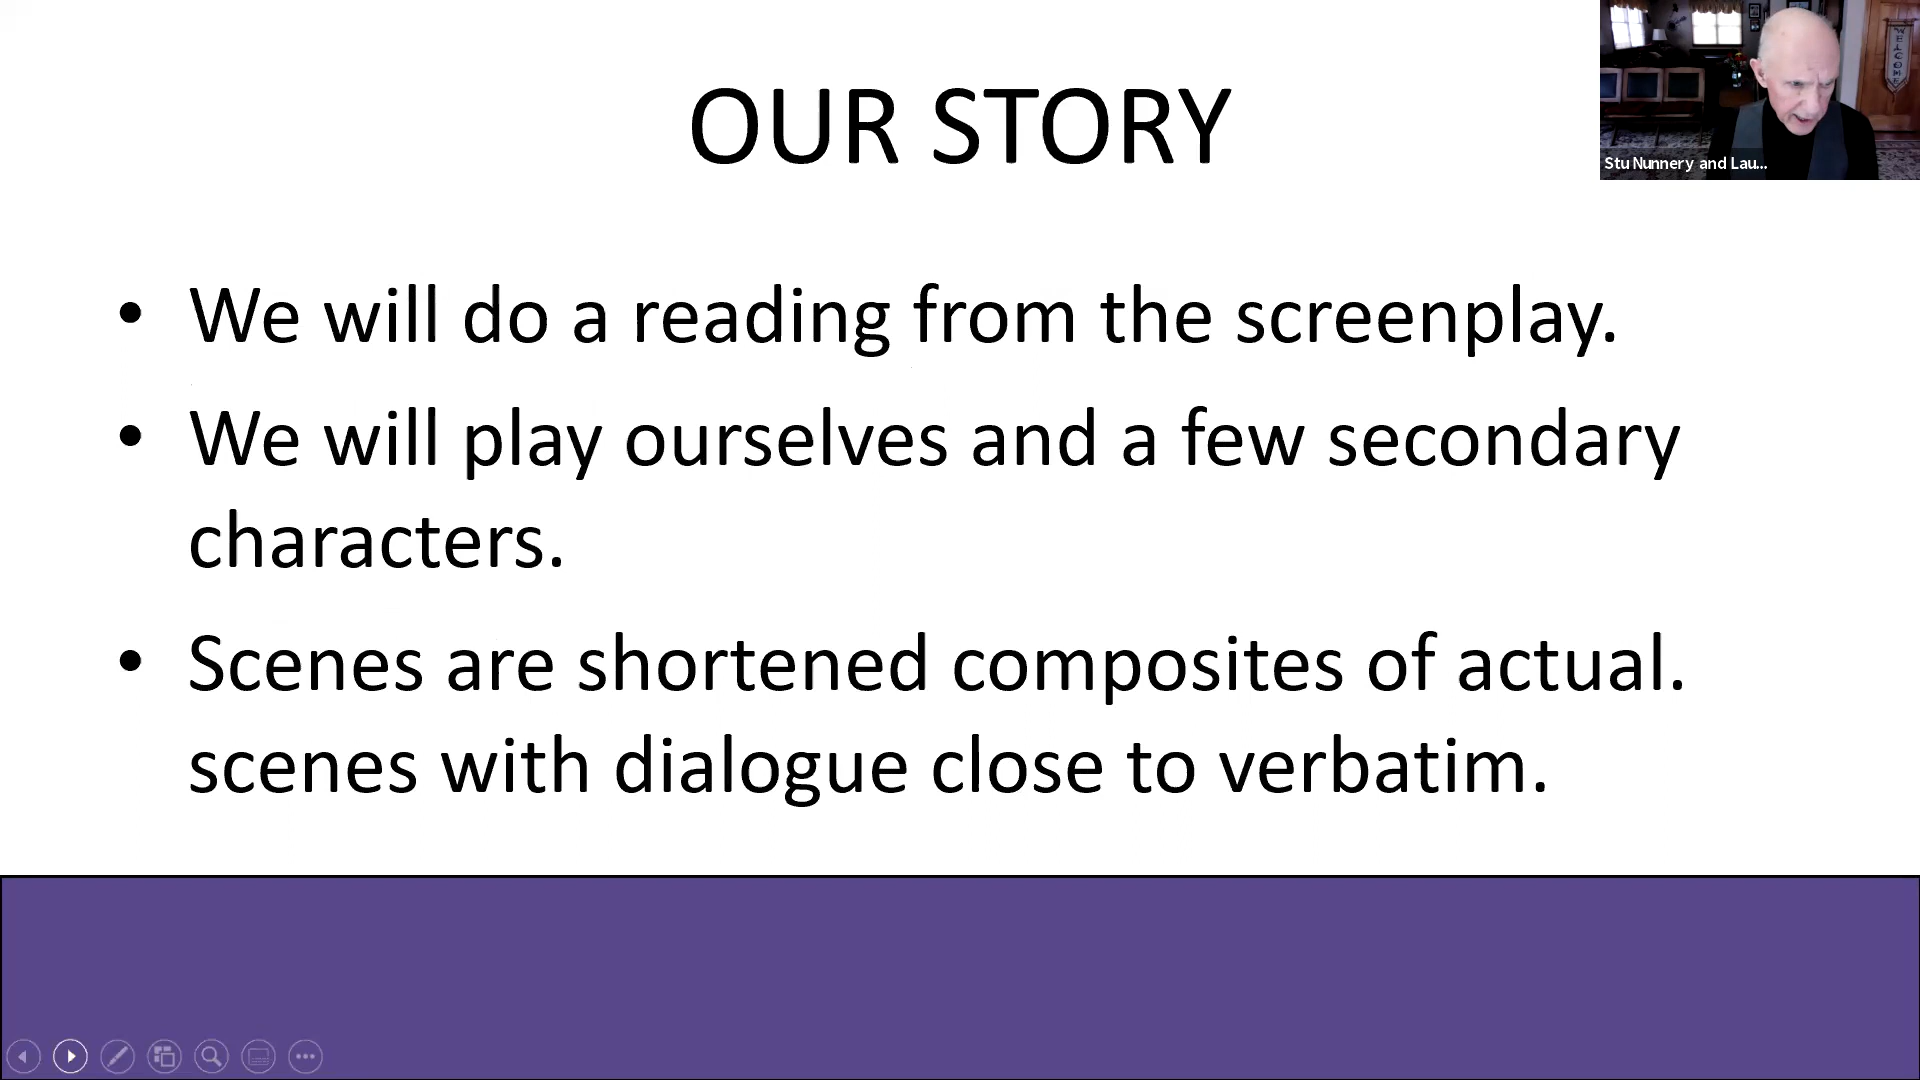 OUR STORY
WELCOME
Stu Nunnery and Lau...
• We will do a reading from the screenplay.
• We will play ourselves and a few secondary
characters.
• Scenes are shortened composites of actual.
scenes with dialogue close to verbatim.